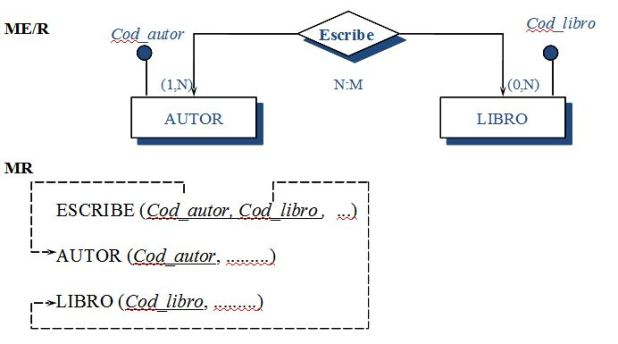 ME/R
Cod_autor
Escribe
Cod_libro
(1,N)
N:M
(0,N)
AUTOR
LIBRO
MR
ESCRIBE (Cod_autor, Cod_libro, ...)
AUTOR (Cod_autor, .........)
LIBRO (Cod_libro, .........)